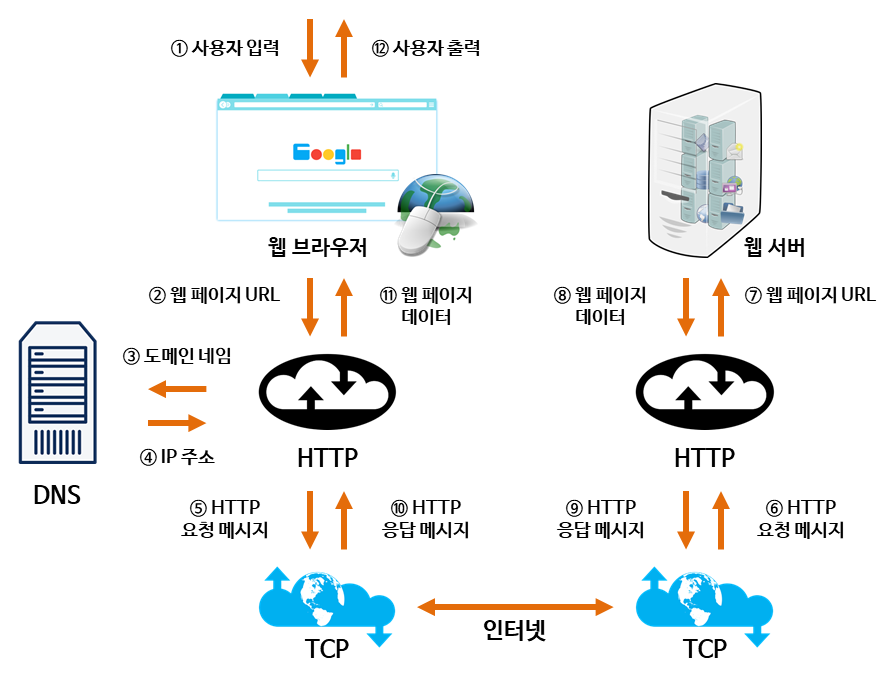 ① 사용자 입력
⑫ 사용자 출력
Google
웹 브라우저
웹 서버
② 웹 페이지 URL
⑪ 웹 페이지
데이터
⑧ 웹 페이지
데이터
⑦ 웹 페이지 URL
③ 도메인 네임
④ IP 주소
DNS
HTTP
HTTP
⑤ HTTP
요청 메시지
⑩ HTTP
응답 메시지
⑨ HTTP
응답 메시지
⑥ HTTP
요청 메시지
인터넷
TCP
TCP